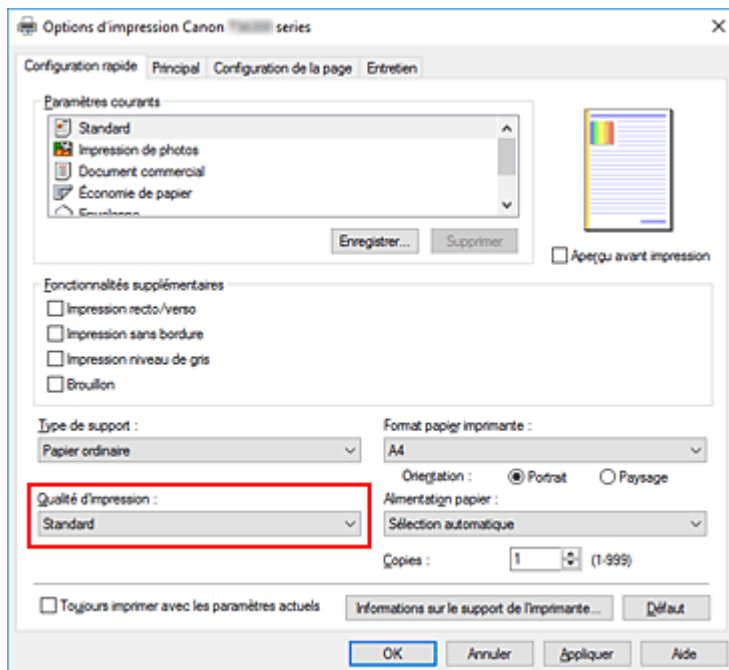 Options d'impression Canon series
Configuration rapide Principal Configuration de la page Entretien
Paramètres courants
Standard
Impression de photos
Document commercial
Économie de papier
Enregistrer... Supprimer
Aperçu avant impression
Fonctionnalités supplémentaires
Impression recto/verso
Impression sans bordure
Impression niveau de gris
Brouillon
Type de support : Format papier imprimante :
Papier ordinaire A4
Orientation : Portrait Paysage
Qualité d'impression : Alimentation papier :
Standard Sélection automatique
Copies : 1 (1-999)
Toujours imprimer avec les paramètres actuels Informations sur le support de l'imprimante... Défaut
OK Annuler Appliquer Aide